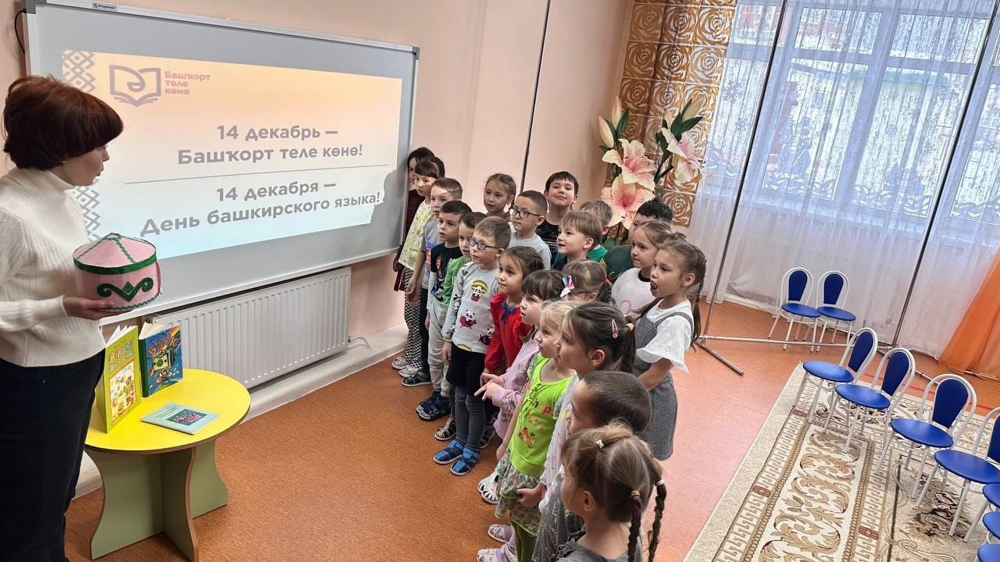 Башҡорт
теле
көнө
14 декабрь —
Башҡорт теле көнө!
14 декабря —
День башкирского языка!